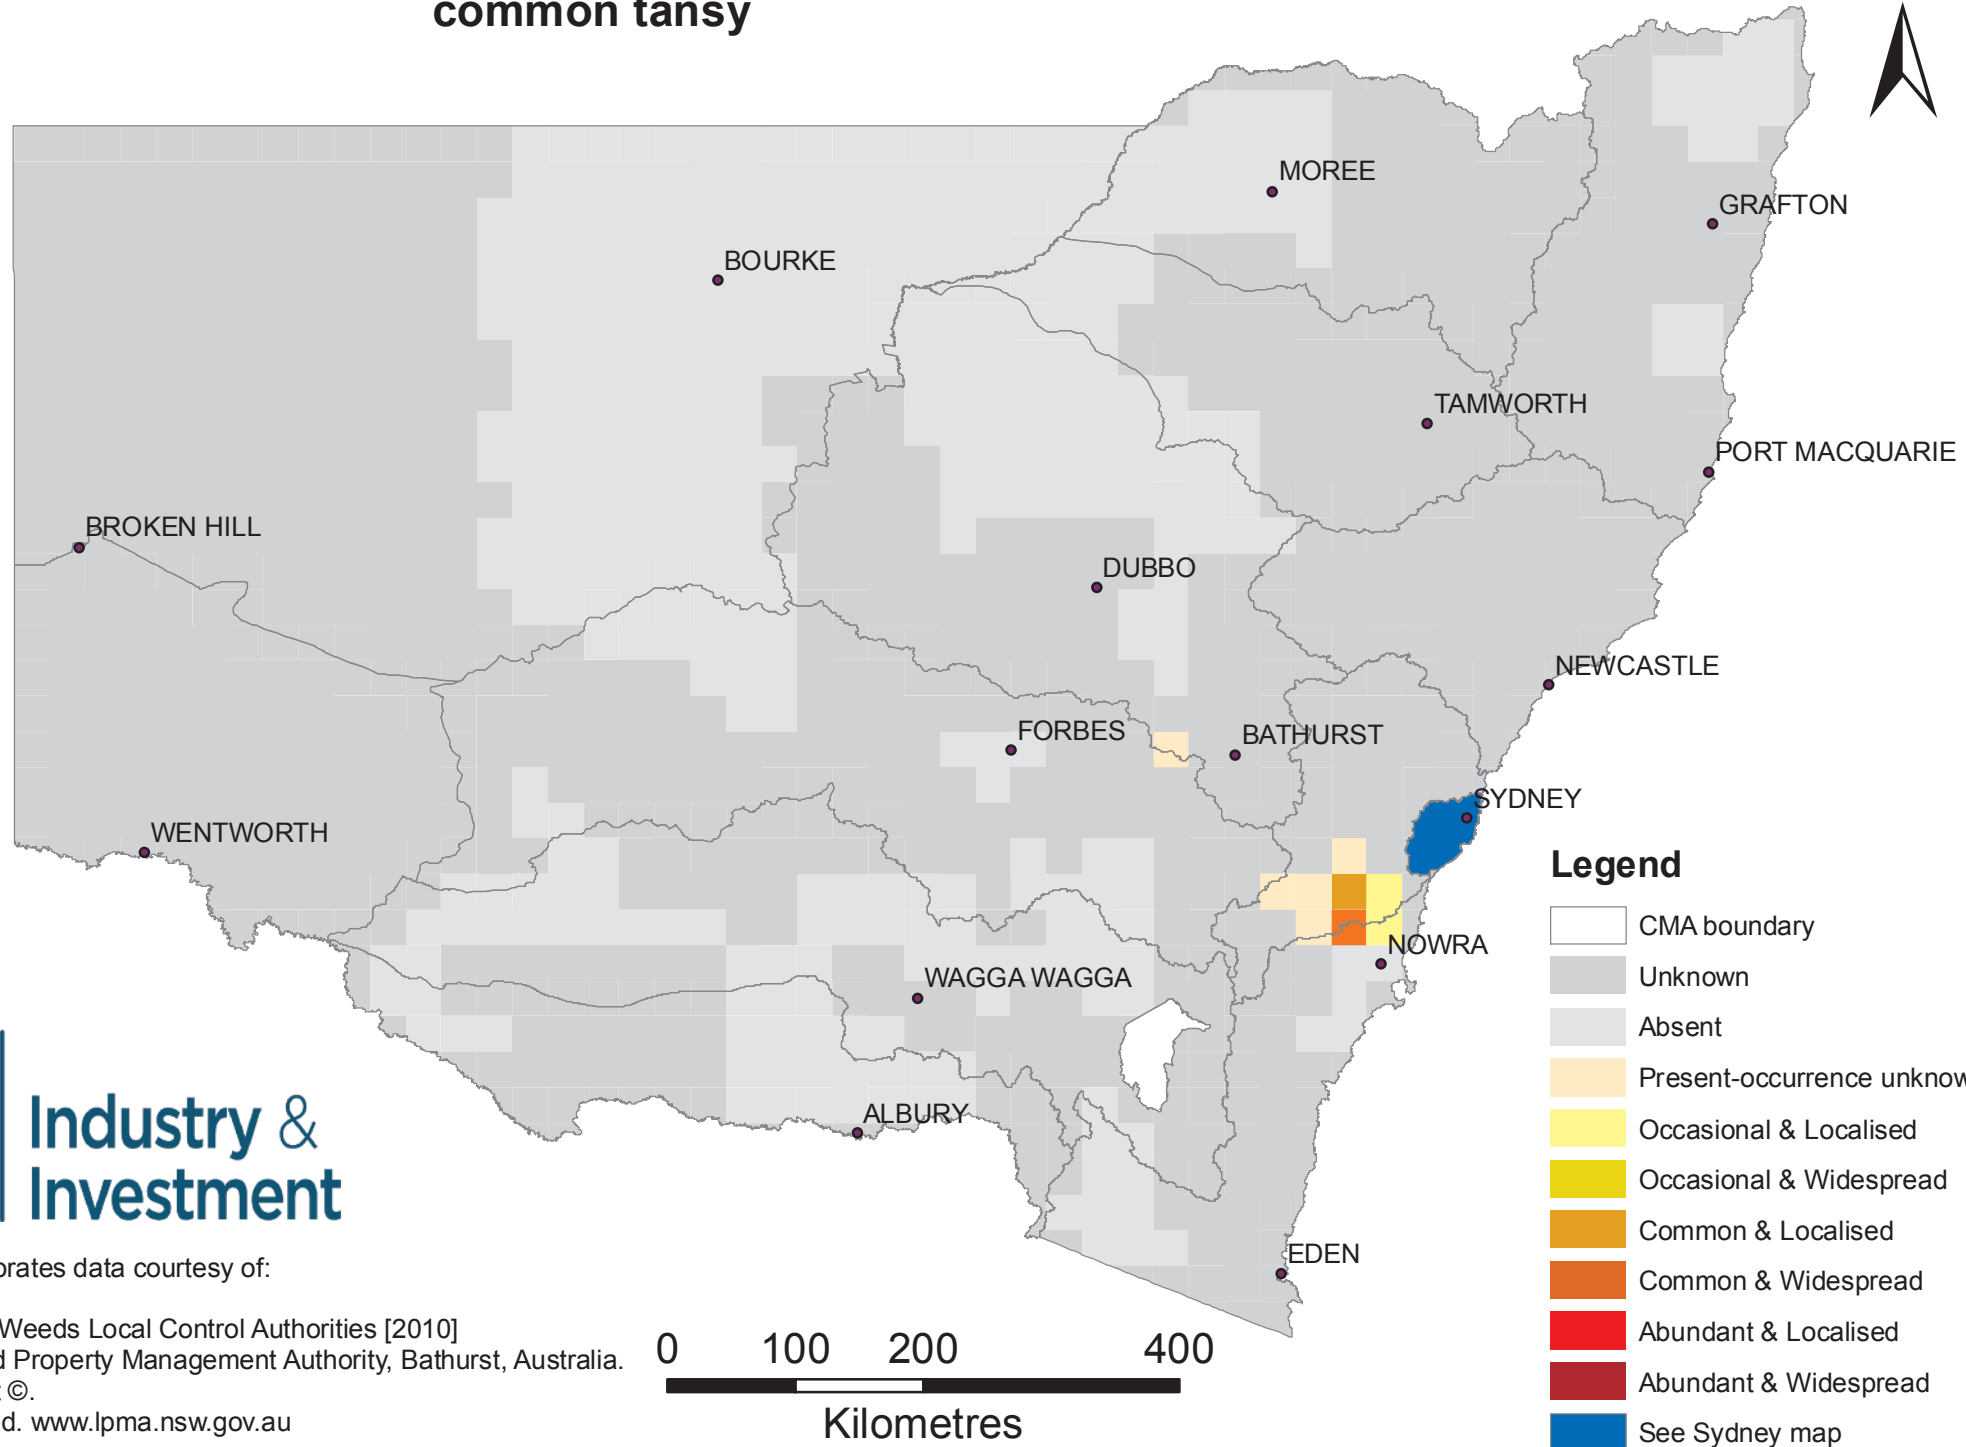 common tansy
MOREE
GRAFTON
BOURKE
TAMWORTH
PORT MACQUARIE
BROKEN HILL
DUBBO
NEWCASTLE
FORBES
BATHURST
SYDNEY
WENTWORTH
NOWRA
WAGGA WAGGA
ALBURY
EDEN
Legend
CMA boundary
Unknown
Absent
Present-occurrence unknow
Occasional & Localised
Occasional & Widespread
Common & Localised
Common & Widespread
Abundant & Localised
Abundant & Widespread
See Sydney map
Industry &
Investment
orates data courtesy of:
Weeds Local Control Authorities [2010]
d Property Management Authority, Bathurst, Australia.
©.
d. www.lpma.nsw.gov.au
0 100 200 400
Kilometres